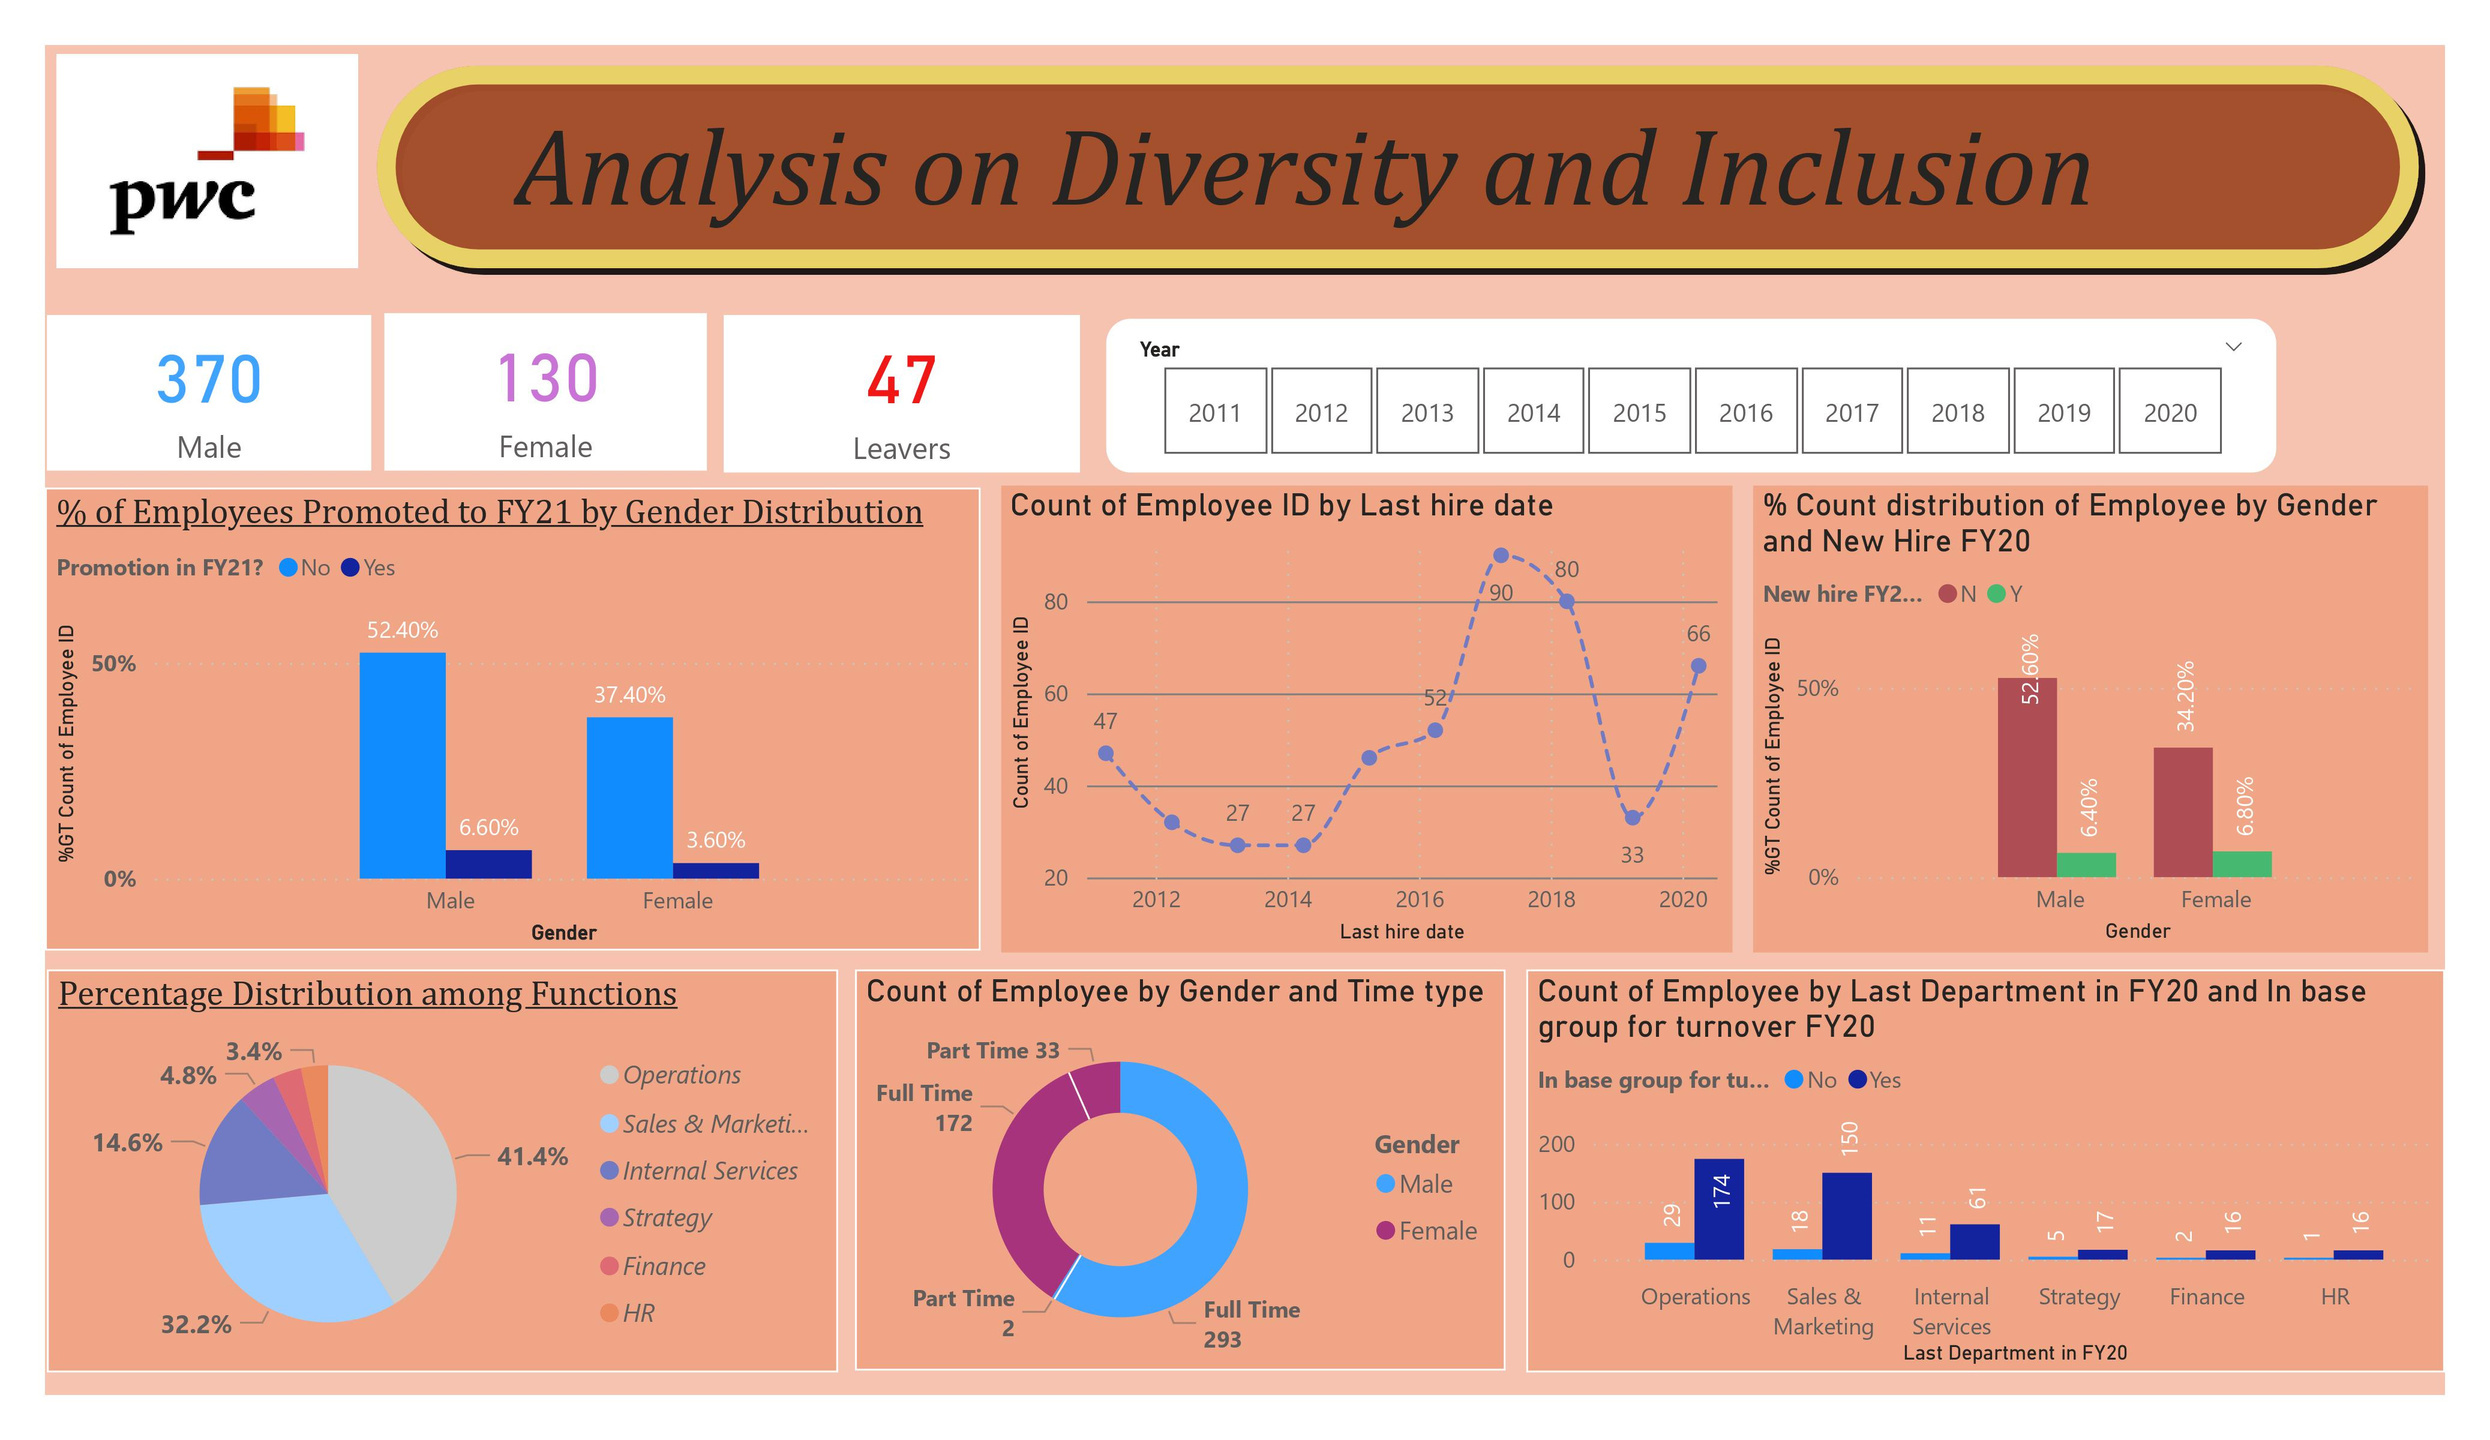 pwc
Analysis on Diversity and Inclusion
370
Male
130
Female
47
Leavers
Year
2011 2012 2013 2014 2015 2016 2017 2018 2019 2020
% of Employees Promoted to FY21 by Gender Distribution
Promotion in FY21? No Yes
%GT Count of Employee ID
50%
0%
52.40%
6.60%
37.40%
3.60%
Male Female
Gender
Count of Employee ID by Last hire date
Count of Employee ID
80
60
40
20
47
27
27
52
90
80
33
66
2012 2014 2016 2018 2020
Last hire date
% Count distribution of Employee by Gender
and New Hire FY20
New hire FY2... N Y
%GT Count of Employee ID
50%
0%
52.60%
6.40%
34.20%
6.80%
Male Female
Gender
Percentage Distribution among Functions
3.4%
4.8%
14.6%
32.2%
41.4%
Operations
Sales & Marketi...
Internal Services
Strategy
Finance
HR
Count of Employee by Gender and Time type
Part Time 33
Full Time
172
Part Time
2
Full Time
293
Gender
Male
Female
Count of Employee by Last Department in FY20 and In base
group for turnover FY20
In base group for tu... No Yes
200
100
0
29
174
18
150
11
61
5
17
2
16
1
16
Operations
Sales &
Marketing
Internal
Services
Strategy
Finance
HR
Last Department in FY20